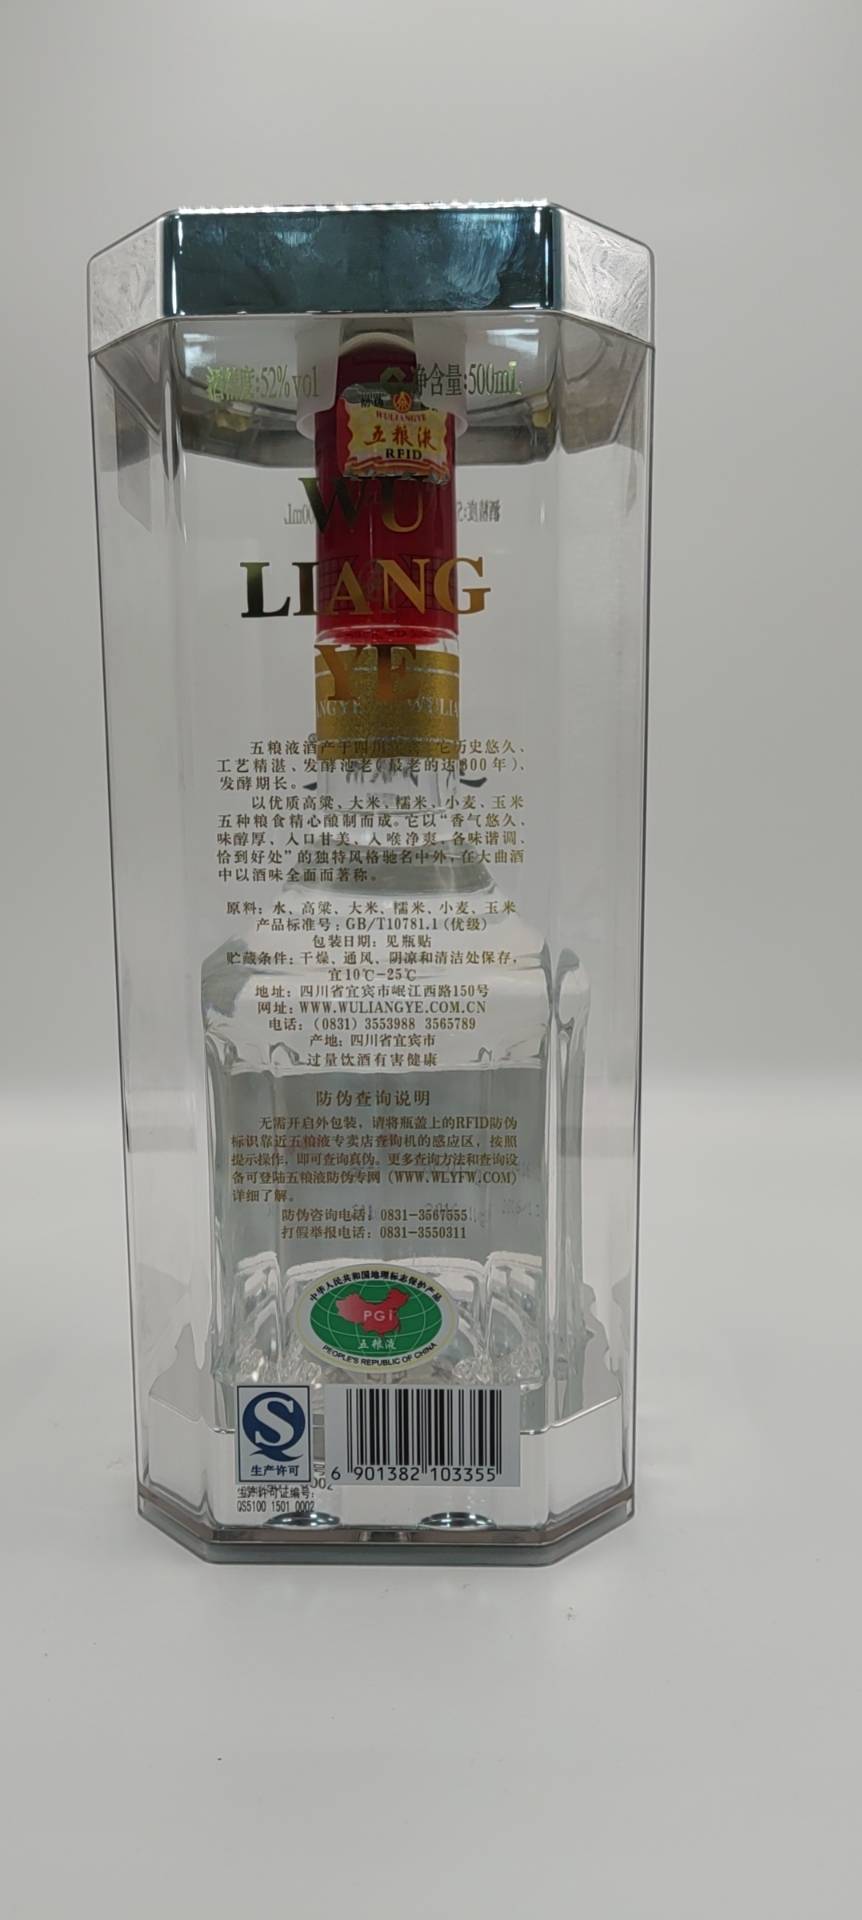 酒精度:52%vol 净含量:500mL
WULIANGYE
五粮液
RFID
WU
LIANG
YE
五粮液酒产于四川宜宾，它历史悠久、
工艺精湛、发酵池老(最老的达600年)、
发酵期长。
以优质高粱、大米、糯米、小麦、玉米
五种粮食精心酿制而成。它以“香气悠久、
味醇厚、入口甘美、入喉净爽、各味谐调、
恰到好处”的独特风格驰名中外，在大曲酒
中以酒味全面而著称。
原料：水、高粱、大米、糯米、小麦、玉米
产品标准号：GB/T10781.1(优级)
包装日期：见瓶贴
贮藏条件：干燥、通风、阴凉和清洁处保存，
宜10℃-25℃
地址：四川省宜宾市岷江西路150号
网址：WWW.WULIANGYE.COM.CN
电话：(0831) 3553988 3565789
产地：四川省宜宾市
过量饮酒有害健康
防伪查询说明
无需开启外包装，请将瓶盖上的RFID防伪
标识靠近五粮液专卖店查询机的感应区，按照
提示操作，即可查询真伪。更多查询方法和查询设
备可登陆五粮液防伪专网 (WWW.WLYFW.COM)
详细了解。
防伪咨询电话：0831-3567555
打假举报电话：0831-3550311
中华人民共和国地理标志保护产品
PGI
五粮液
PEOPLE'S REPUBLIC OF CHINA
生产许可
6 901382 103355
生产许可证编号：
QS5100 1501 0002